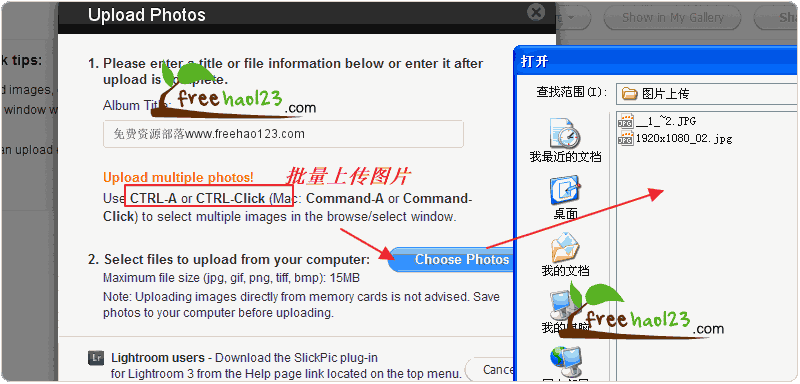 Upload Photos
Show in My Gallery
k tips:
d images,
window w
an upload
1. Please enter a title or file information below or enter it after
upload is complete.
Album Title:
freehao123.com
免费资源部落www.freehao123.com
Upload multiple photos!
批量上传图片
Use CTRL-A or CTRL-Click (Mac: Command-A or Command-
Click) to select multiple images in the browse/select window.
2. Select files to upload from your computer:
Choose Photos
Maximum file size (jpg, gif, png, tiff, bmp): 15MB
Note: Uploading images directly from memory cards is not advised. Save
photos to your computer before uploading.
Lr
Lightroom users - Download the SlickPic plug-in
for Lightroom 3 from the Help page link located on the top menu.
Canc
打开
查找范围(I):
图片上传
__1_~2.JPG
1920x1080_02.jpg
我最近的文档
桌面
我的文档
我的电脑
freehao123.com